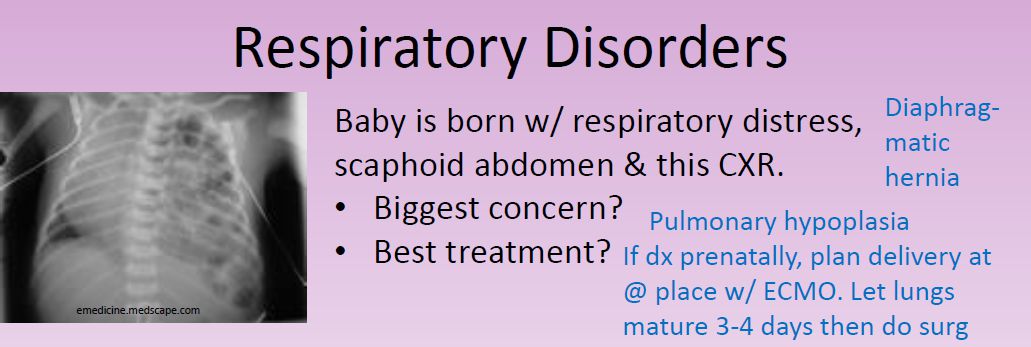 Respiratory Disorders
Baby is born w/ respiratory distress,
scaphoid abdomen & this CXR.
Diaphrag-
matic
hernia
• Biggest concern?
Pulmonary hypoplasia
• Best treatment?
If dx prenatally, plan delivery at
@ place w/ ECMO. Let lungs
mature 3-4 days then do surg
emedicine.medscape.com